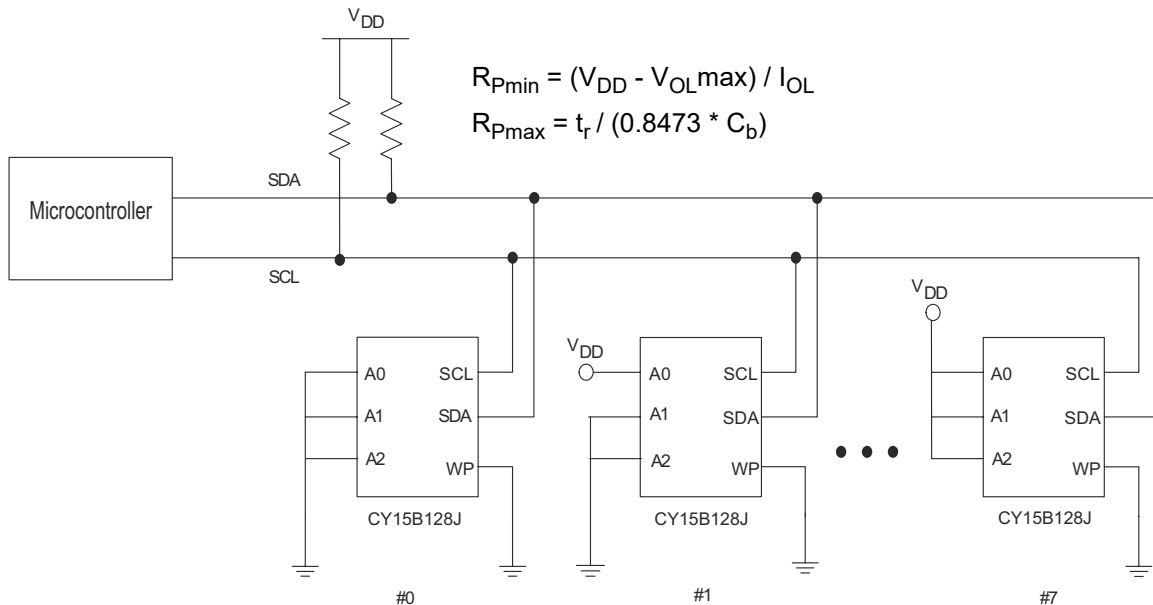 VDD
RPmin = (VDD - VOLmax) / IOL
RPmax = tr / (0.8473 * Cb)
SDA
Microcontroller
SCL
VDD
VDD
A0 SCL
A1 SDA
A2 WP
CY15B128J
#0
A0 SCL
A1 SDA
A2 WP
CY15B128J
#1
A0 SCL
A1 SDA
A2 WP
CY15B128J
#7